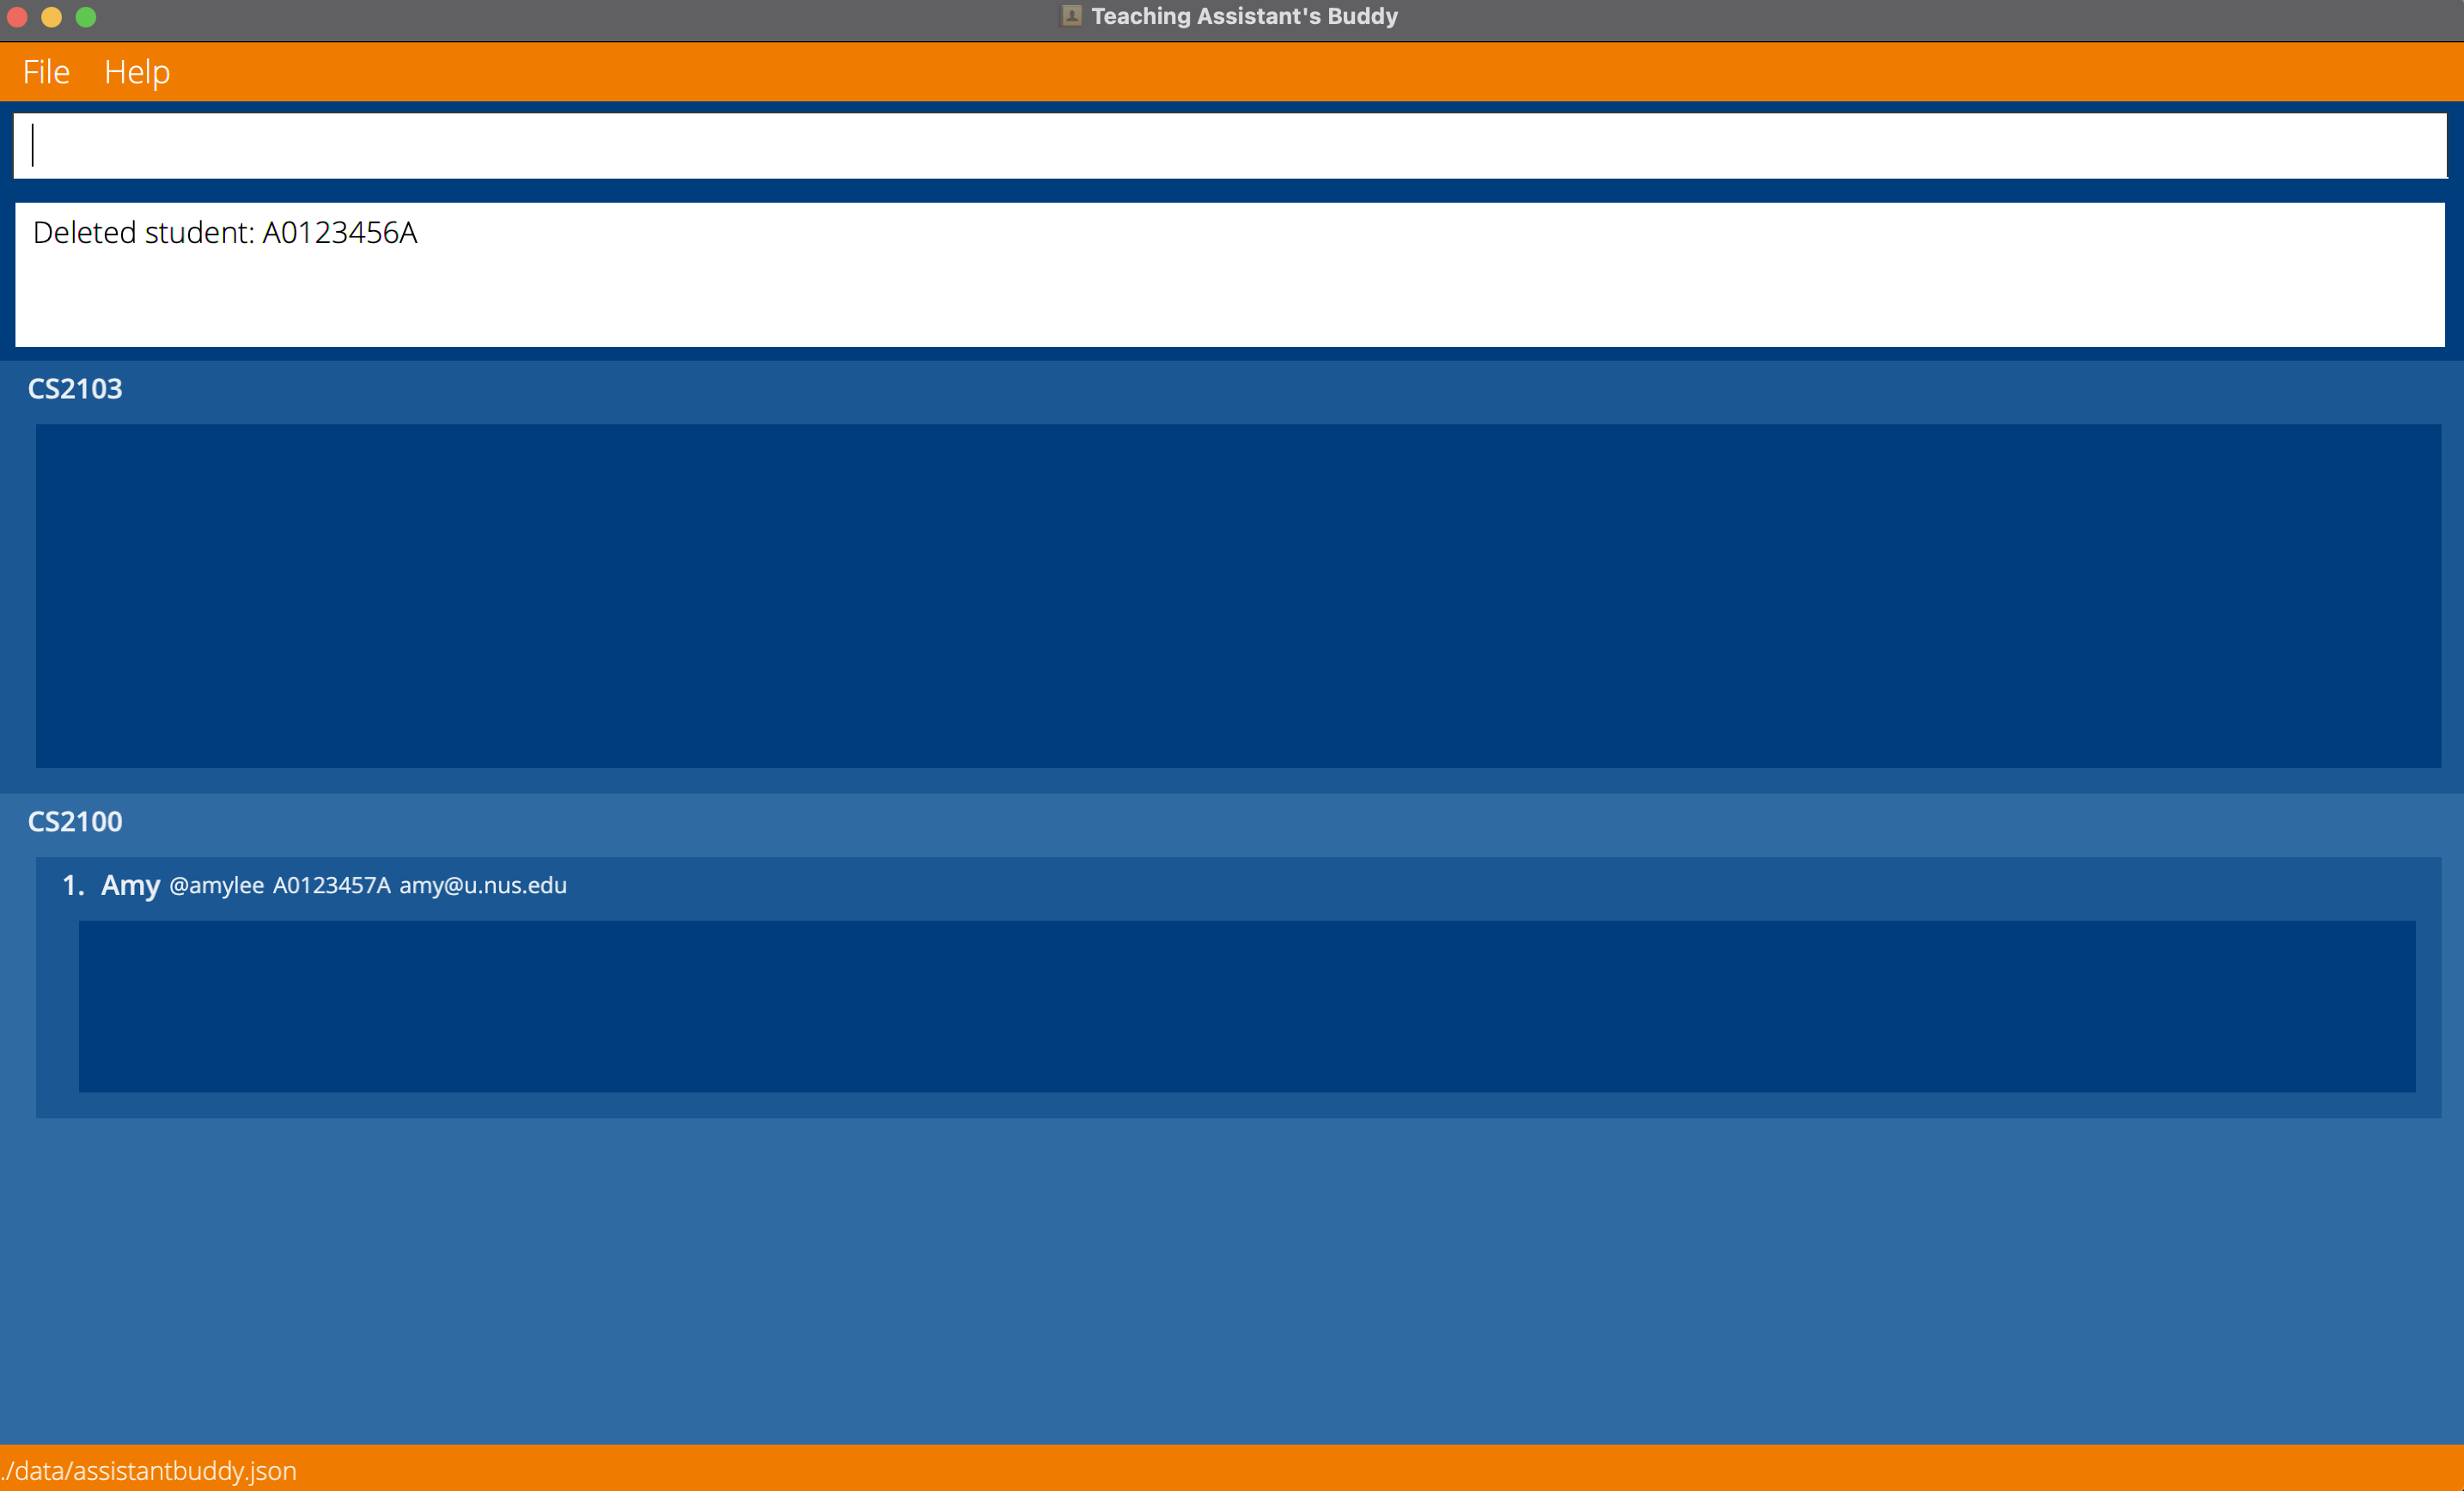 Teaching Assistant's Buddy
File Help
Deleted student: A0123456A
CS2103
CS2100
1. Amy @amylee A0123457A amy@u.nus.edu
./data/assistantbuddy.json